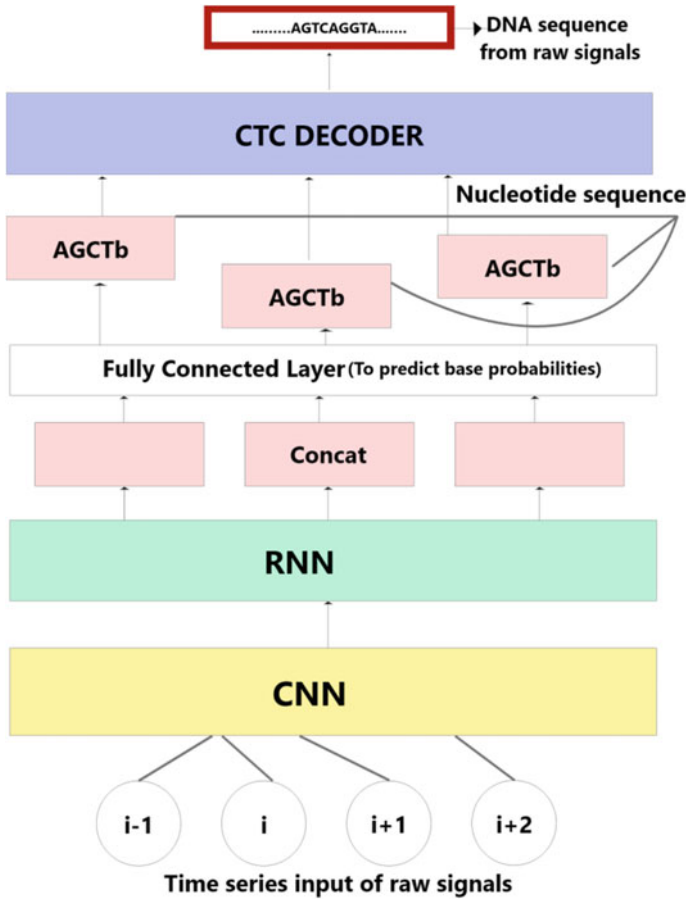 .........AGTCAGGTA.......
DNA sequence
from raw signals
CTC DECODER
Nucleotide sequence
AGCTb
AGCTb
AGCTb
Fully Connected Layer(To predict base probabilities)
Concat
RNN
CNN
i-1
i
i+1
i+2
Time series input of raw signals